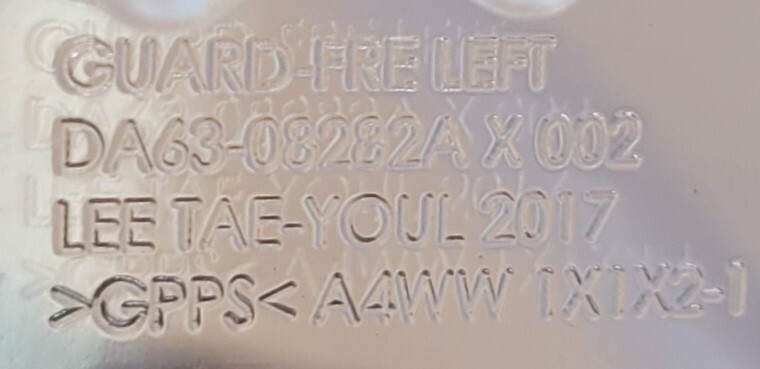 GUARD-FRE LEFT
DA63-08282A X 002
LEE TAE-YOUL 2017
>GPPS< A4WW 1X1X2-1